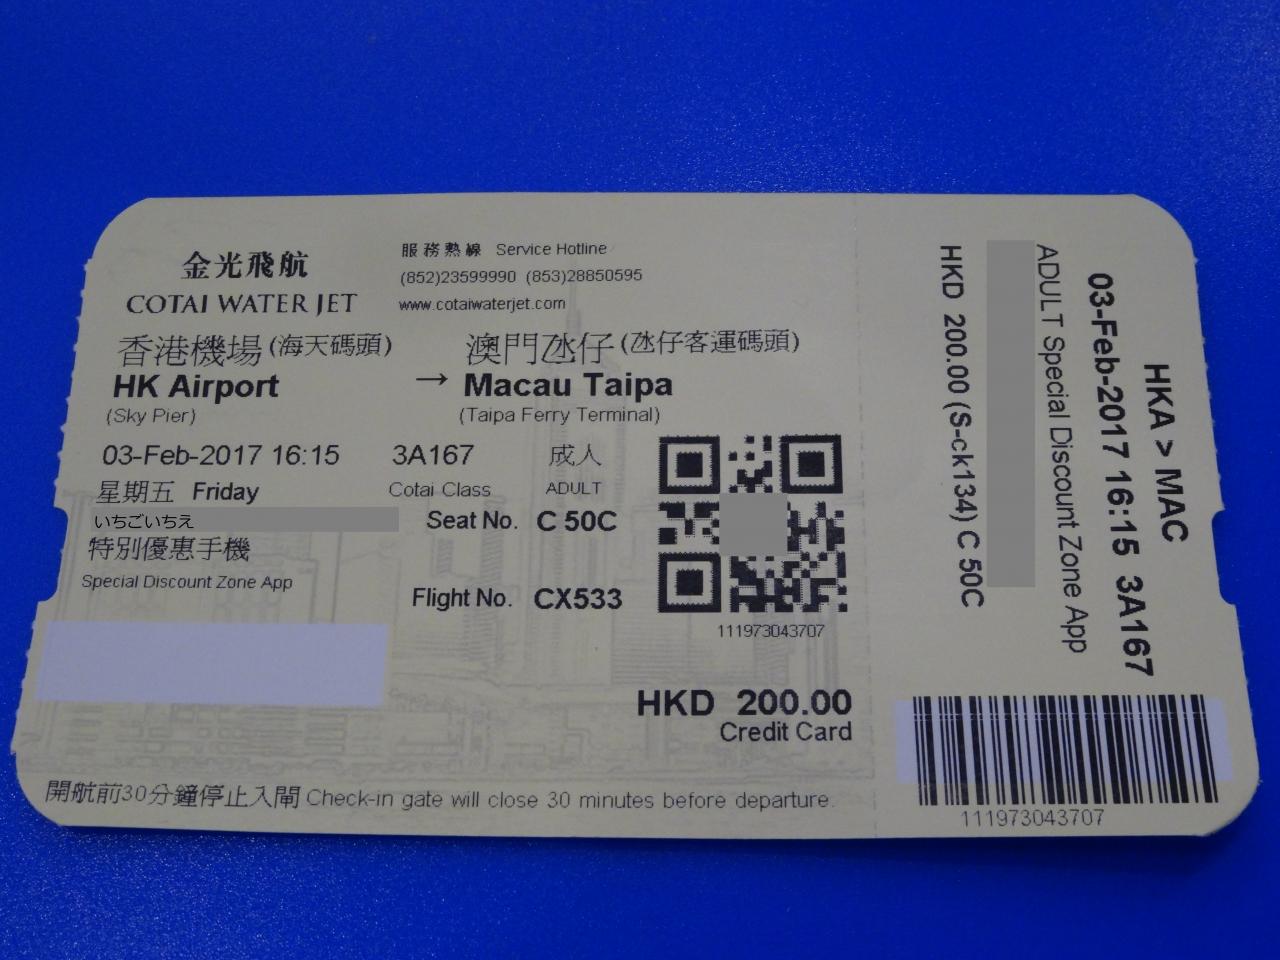 金光飛航
COTAI WATER JET
服務熱線 Service Hotline
(852)23599990 (853)28850595
www.cotaiwaterjet.com
香港機場(海天碼頭)
HK Airport
(Sky Pier)
→
澳門氹仔(氹仔客運碼頭)
Macau Taipa
(Taipa Ferry Terminal)
03-Feb-2017 16:15 3A167 成人
星期五 Friday Cotai Class ADULT
いちごいちえ Seat No. C 50C
特別優惠手機
Special Discount Zone App
Flight No. CX533
111973043707
HKD 200.00
Credit Card
開航前30分鐘停止入閘 Check-in gate will close 30 minutes before departure.
HKA > MAC
03-Feb-2017 16:15 3A167
ADULT Special Discount Zone App
HKD 200.00 (S-ck134) C 50C
111973043707